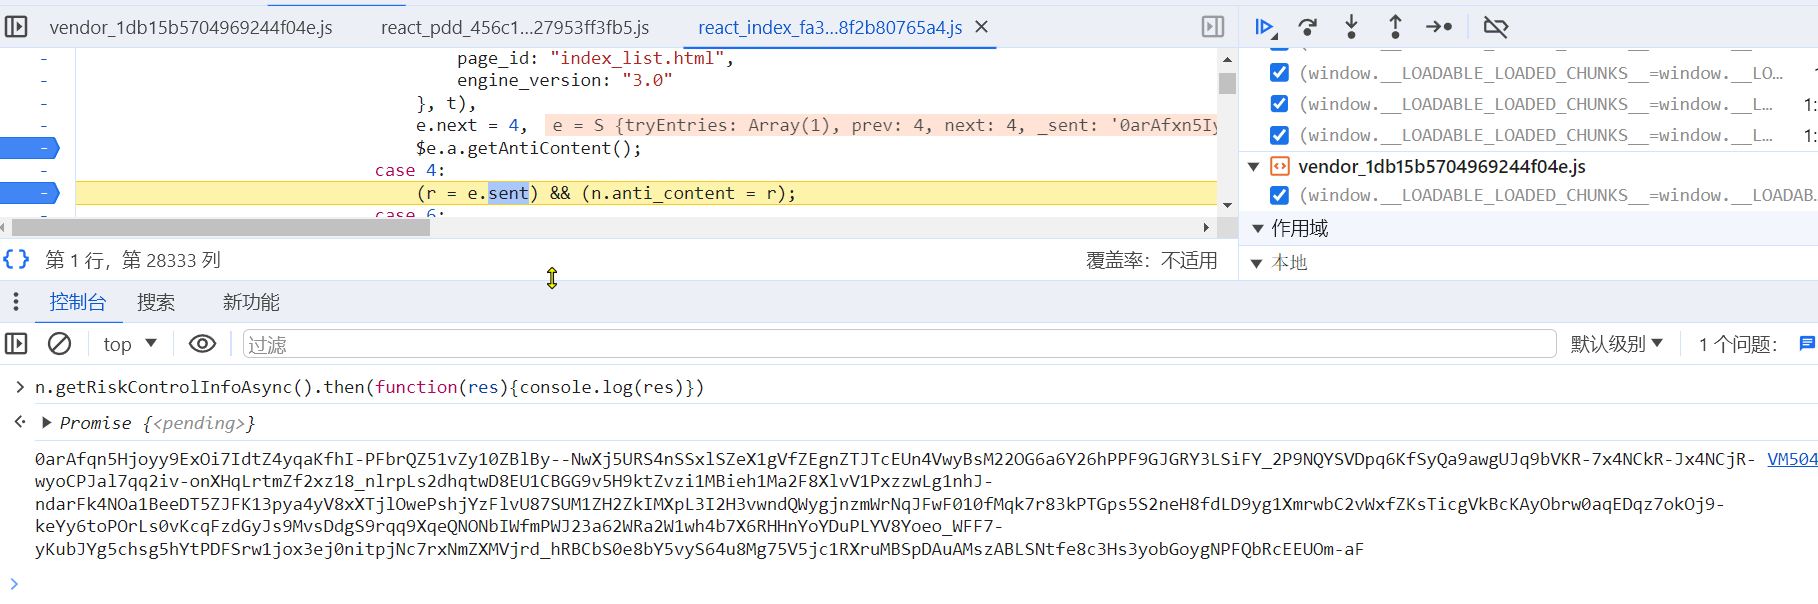 vendor_1db15b5704969244f04e.js react_pdd_456c1...27953ff3fb5.js react_index_fa3...8f2b80765a4.js
page_id: "index_list.html",
engine_version: "3.0"
}, t),
e.next = 4, e = S {tryEntries: Array(1), prev: 4, next: 4, _sent: '0arAfxn5Iy
$e.a.getAntiContent();
case 4:
(r = e.sent) && (n.anti_content = r);
case 6:
第 1 行，第 28333 列
覆盖率：不适用
(window.__LOADABLE_LOADED_CHUNKS__=window.__LO...
(window.__LOADABLE_LOADED_CHUNKS__=window.__L... 1:
(window.__LOADABLE_LOADED_CHUNKS__=window.__L... 1:
vendor_1db15b5704969244f04e.js
(window.__LOADABLE_LOADED_CHUNKS__=window.__LOADAB...
作用域
本地
控制台 搜索 新功能
top 过滤 默认级别 1 个问题：
n.getRiskControlInfoAsync().then(function(res){console.log(res)})
Promise {<pending>}
0arAfqn5Hjoyy9ExOi7IdtZ4yqaKfhI-PFbrQZ51vZy10ZBlBy--NwXj5URS4nSSxlSZeX1gVfZEgnZTJTcEUn4VwyBsM22OG6a6Y26hPPF9GJGRY3LSiFY_2P9NQYSVDpq6KfSyQa9awgUJq9bVKR-7x4NCkR-Jx4NCjR- VM504
wyoCPJal7qq2iv-onXHqLrtmZf2xz18_nlrpLs2dhqtwD8EU1CBGG9v5H9ktZvzi1MBieh1Ma2F8XlvV1PxzzwLg1nhJ-
ndarFk4NOa1BeeDT5ZJFK13pya4yV8xXTjlOwePshjYzFlvU87SUM1ZH2ZkIMXpL3I2H3vwndQWygjnzmWrNqJFwF010fMqk7r83kPTGps5S2neH8fdLD9yg1XmrwbC2vWxfZKsTicgVkBcKAyObrw0aqEDqz7okOj9-
keYy6toPOrLs0vKcqFzdGyJs9MvsDdgS9rqq9XqeQNONbIWfmPWJ23a62WRa2W1wh4b7X6RHHnYoYDuPLYV8Yoeo_WFF7-
yKubJYg5chsg5hYtPDFSrw1jox3ej0nitpjNc7rxNmZXMVjrd_hRBCbS0e8bY5vyS64u8Mg75V5jc1RXruMBSpDAuAMszABLSNtfe8c3Hs3yobGoygNPFQbRcEEUOm-aF